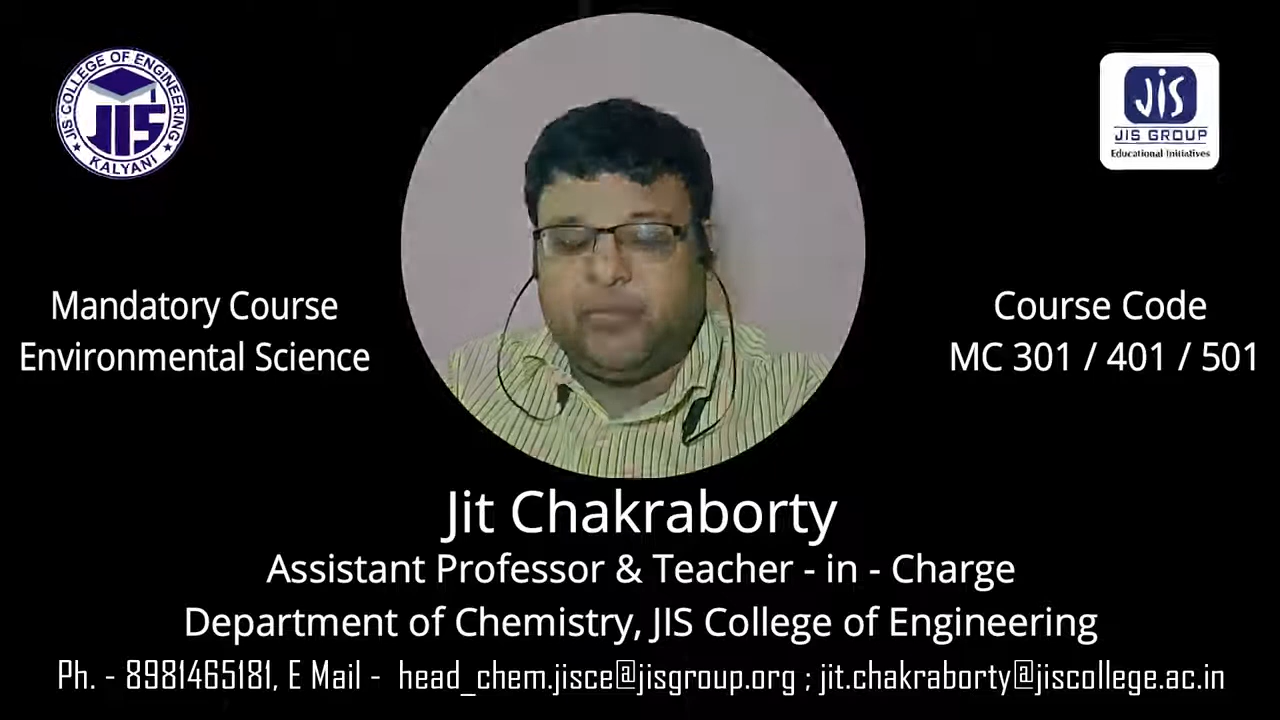 JIS COLLEGE OF ENGINEERING
JIS
KALYANI
JIS
JIS GROUP
Educational Initiatives
Mandatory Course
Environmental Science
Course Code
MC 301 / 401 / 501
Jit Chakraborty
Assistant Professor & Teacher - in - Charge
Department of Chemistry, JIS College of Engineering
Ph. - 8981465181, E Mail - head_chem.jisce@jisgroup.org ; jit.chakraborty@jiscollege.ac.in